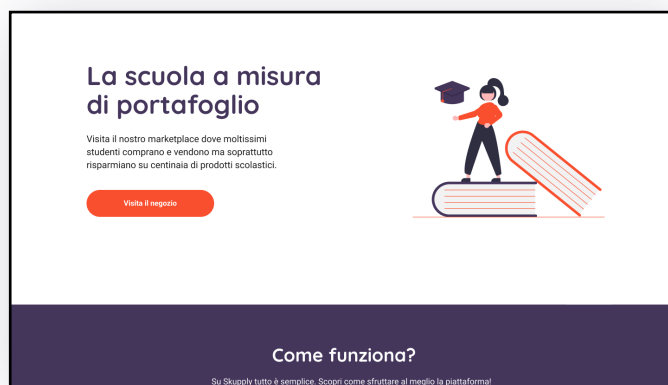 La scuola a misura
di portafoglio
Visita il nostro marketplace dove moltissimi
studenti comprano e vendono ma soprattutto
risparmiano su centinaia di prodotti scolastici.
Visita il negozio
Come funziona?
Su Skupply tutto è semplice. Scopri come sfruttare al meglio la piattaforma!